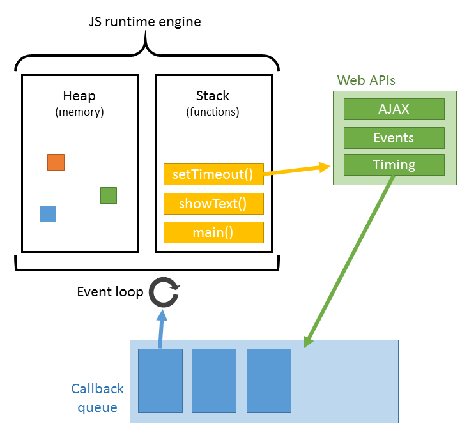 JS runtime engine
Heap
(memory)
Stack
(functions)
setTimeout()
showText()
main()
Web APIs
AJAX
Events
Timing
Event loop
Callback
queue